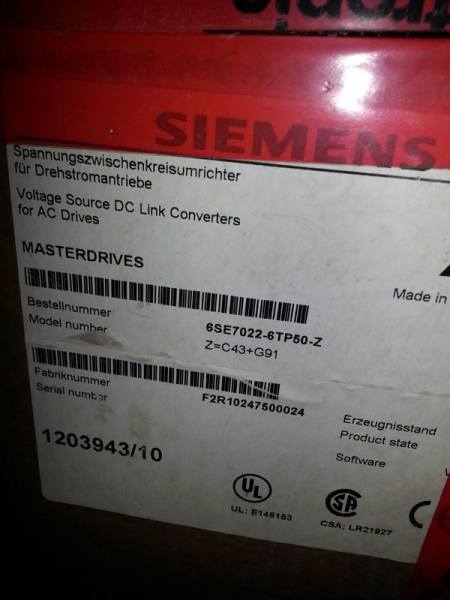 SIEMENS
Spannungszwischenkreisumrichter
für Drehstromantriebe
Voltage Source DC Link Converters
for AC Drives
MASTERDRIVES
Made in
Bestellnummer
Model number
6SE7022-6TP50-Z
Z=C43+G91
Fabriknummer
Serial number
F2R10247500024
Erzeugnisstand
Product state
Software
1203943/10
UL
UL: E145153
SA
CSA: LR21927